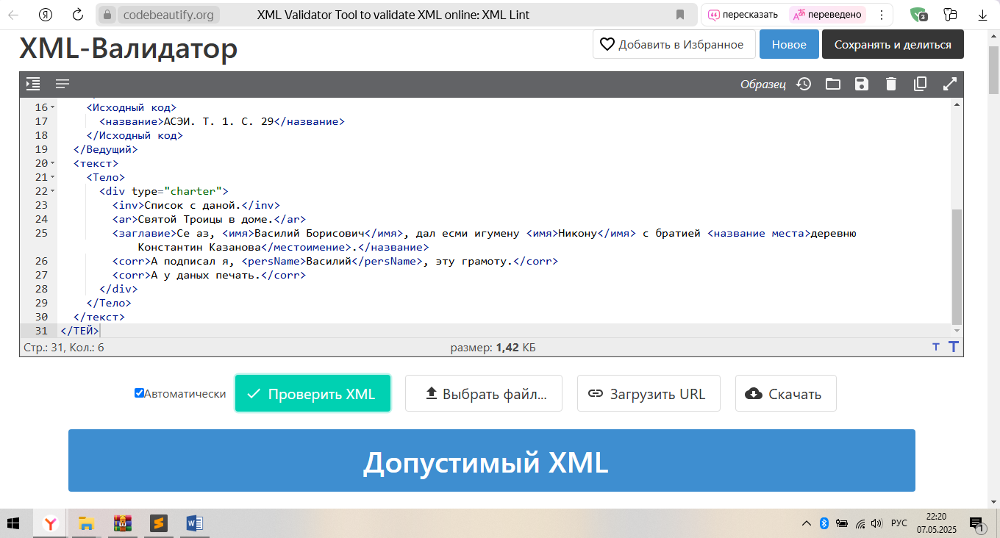 codebeautify.org
XML Validator Tool to validate XML online: XML Lint
пересказать
переведено
3
XML-Валидатор
Добавить в Избранное
Новое
Сохранять и делиться
Образец
16 <Исходный код>
17 <название>АСЭИ. Т. 1. С. 29</название>
18 </Исходный код>
19 </Ведущий>
20 <текст>
21 <Тело>
22 <div type="charter">
23 <inv>Список с даной.</inv>
24 <ar>Святой Троицы в доме.</ar>
25 <заглавие>Се аз, <имя>Василий Борисович</имя>, дал есми игумену <имя>Никону</имя> с братией <название места>деревню
Константин Казанова</местоимение>.</название>
26 <corr>А подписал я, <persName>Василий</persName>, эту грамоту.</corr>
27 <corr>А у даных печать.</corr>
28 </div>
29 </Тело>
30 </текст>
31 </ТЕЙ>
Стр.: 31, Кол.: 6
размер: 1,42 КБ
T T
Автоматически
Проверить XML
Выбрать файл...
Загрузить URL
Скачать
Допустимый XML
РУС
22:20
07.05.2025
1